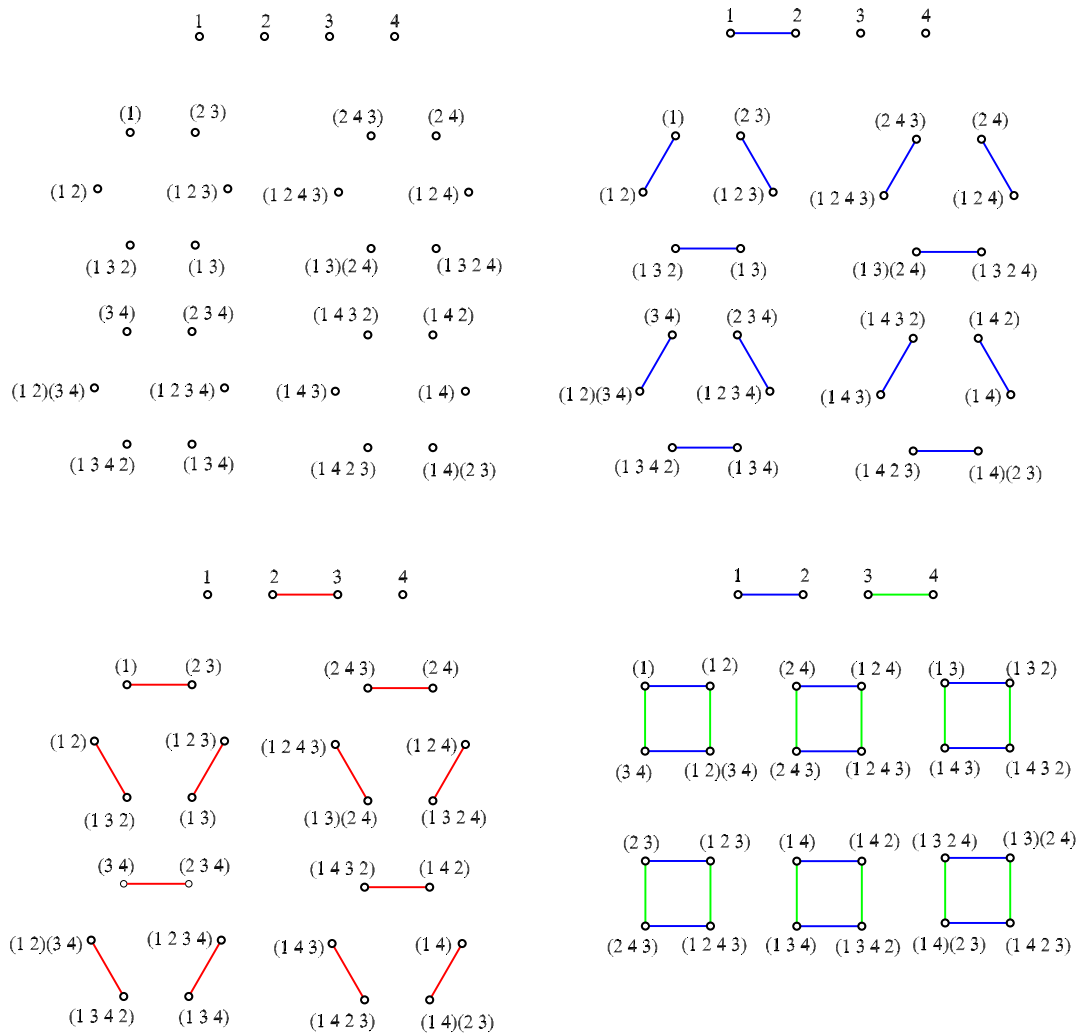 1 2 3 4
(1) (2 3) (2 4 3) (2 4)
(1 2) (1 2 3) (1 2 4 3) (1 2 4)
(1 3 2) (1 3) (1 3)(2 4) (1 3 2 4)
(3 4) (2 3 4) (1 4 3 2) (1 4 2)
(1 2)(3 4) (1 2 3 4) (1 4 3) (1 4)
(1 3 4 2) (1 3 4) (1 4 2 3) (1 4)(2 3)
1 2 3 4
(1) (2 3) (2 4 3) (2 4)
(1 2) (1 2 3) (1 2 4 3) (1 2 4)
(1 3 2) (1 3) (1 3)(2 4) (1 3 2 4)
(3 4) (2 3 4) (1 4 3 2) (1 4 2)
(1 2)(3 4) (1 2 3 4) (1 4 3) (1 4)
(1 3 4 2) (1 3 4) (1 4 2 3) (1 4)(2 3)
1 2 3 4
(1) (2 3) (2 4 3) (2 4)
(1 2) (1 2 3) (1 2 4 3) (1 2 4)
(1 3 2) (1 3) (1 3)(2 4) (1 3 2 4)
(3 4) (2 3 4) (1 4 3 2) (1 4 2)
(1 2)(3 4) (1 2 3 4) (1 4 3) (1 4)
(1 3 4 2) (1 3 4) (1 4 2 3) (1 4)(2 3)
1 2 3 4
(1) (1 2) (2 4) (1 2 4) (1 3) (1 3 2)
(3 4) (1 2)(3 4) (2 4 3) (1 2 4 3) (1 4 3) (1 4 3 2)
(2 3) (1 2 3) (1 4) (1 4 2) (1 3 2 4) (1 3)(2 4)
(2 4 3) (1 2 4 3) (1 3 4) (1 3 4 2) (1 4)(2 3) (1 4 2 3)